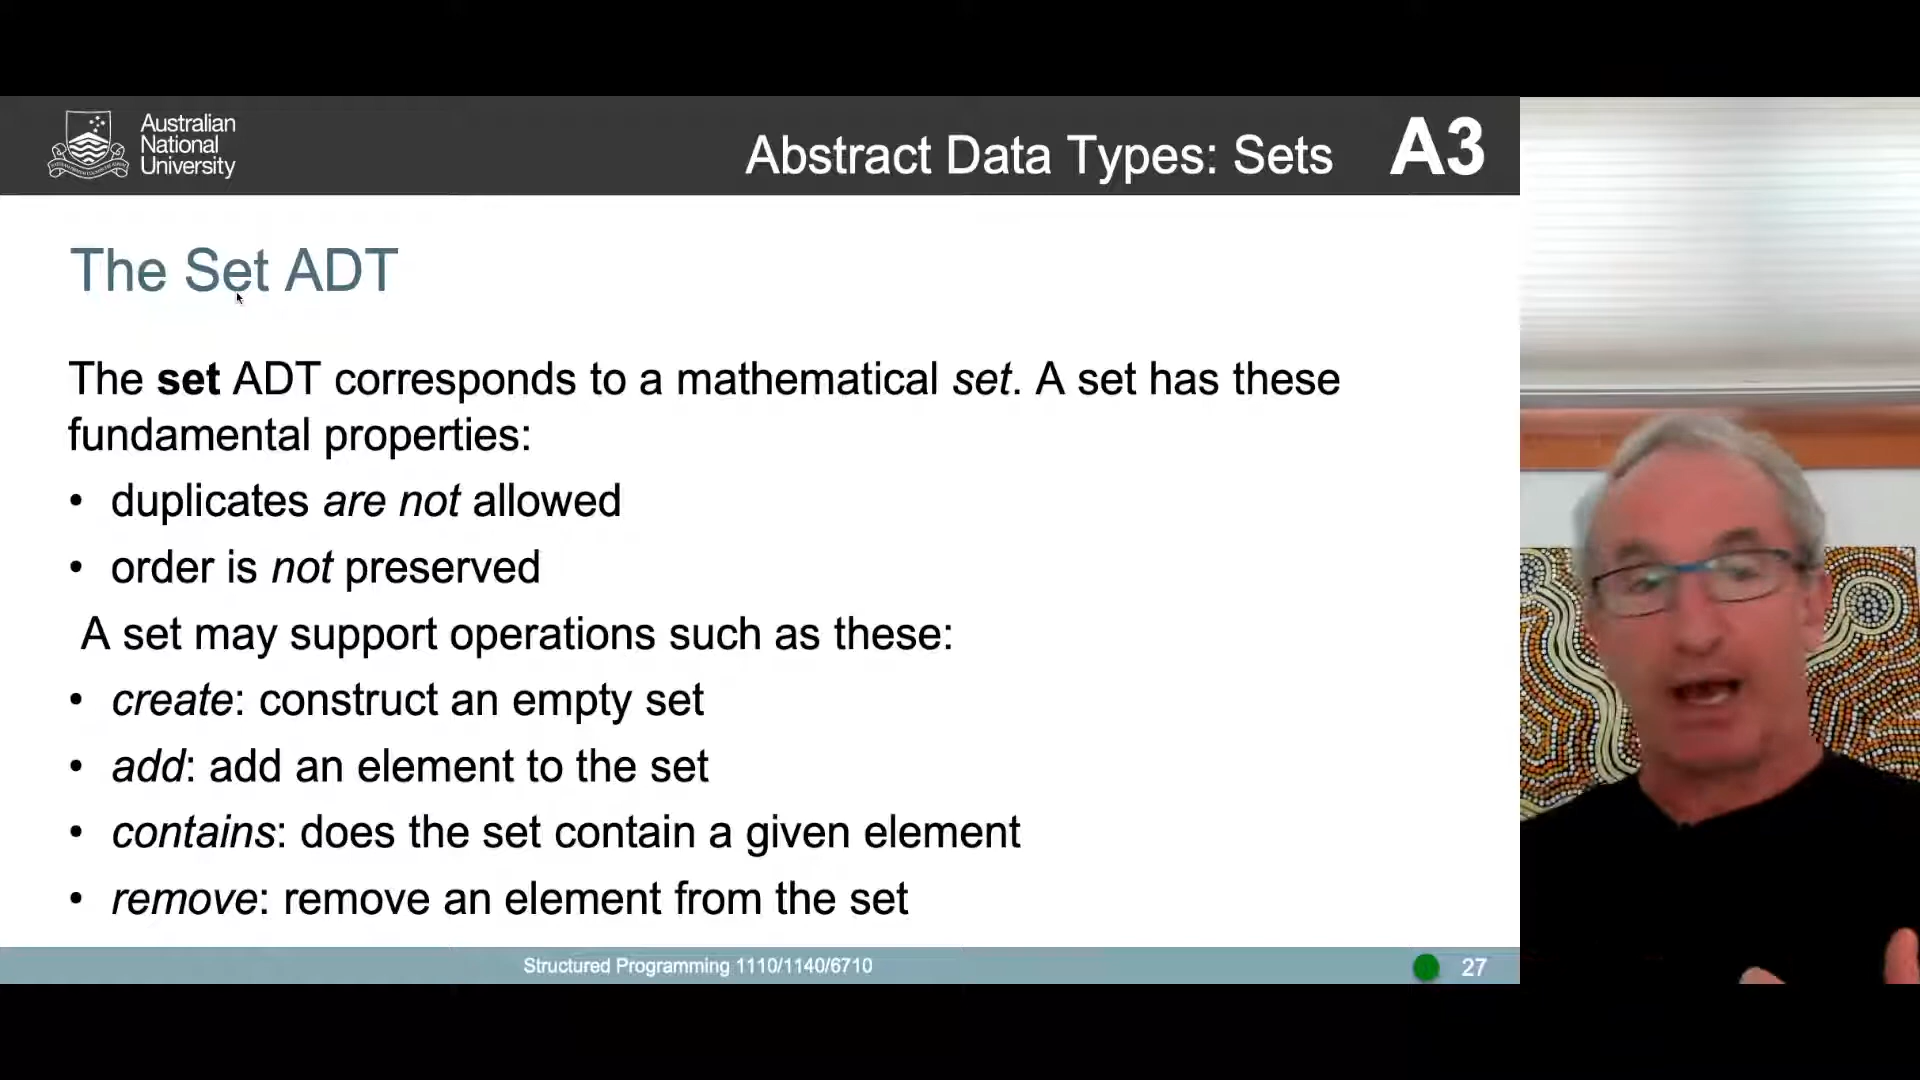 Australian
National
University
Abstract Data Types: Sets A3
The Set ADT
The set ADT corresponds to a mathematical set. A set has these
fundamental properties:
• duplicates are not allowed
• order is not preserved
A set may support operations such as these:
• create: construct an empty set
• add: add an element to the set
• contains: does the set contain a given element
• remove: remove an element from the set
Structured Programming 1110/1140/6710
27